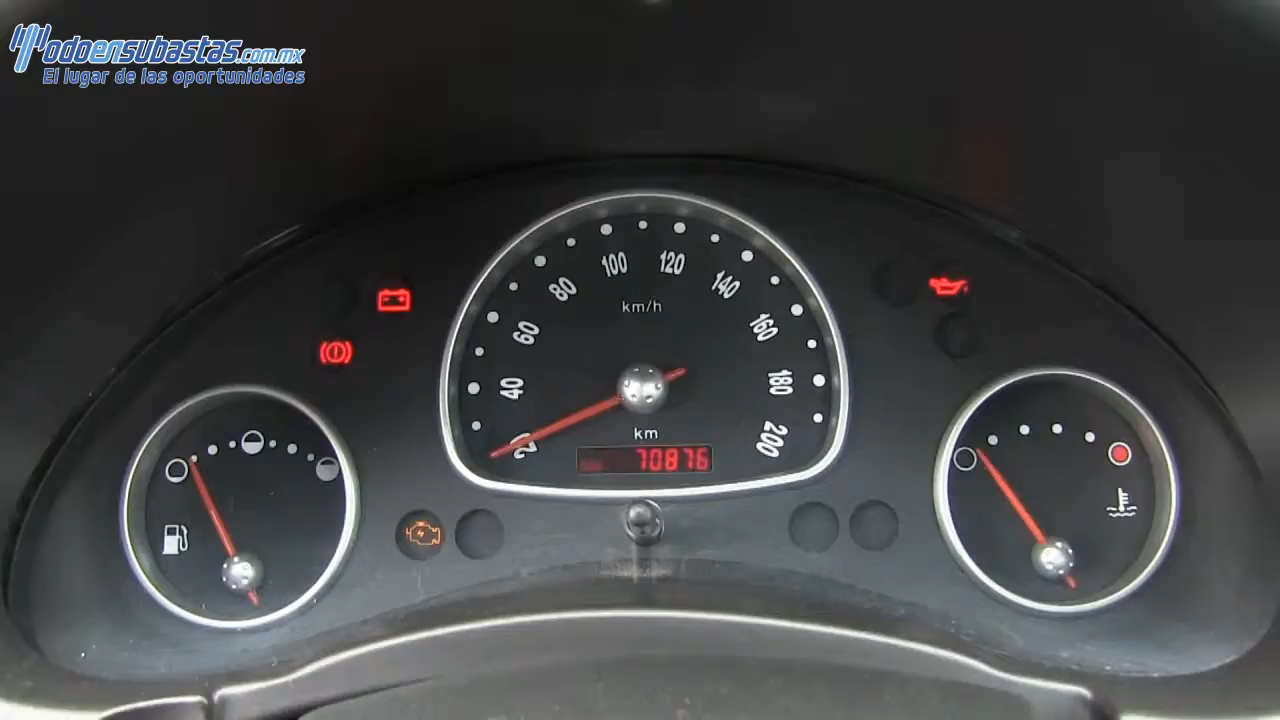 Todoensubastas.com.mx
El lugar de las oportunidades
20
40
60
80
100
120
140
160
180
200
km/h
km
70876